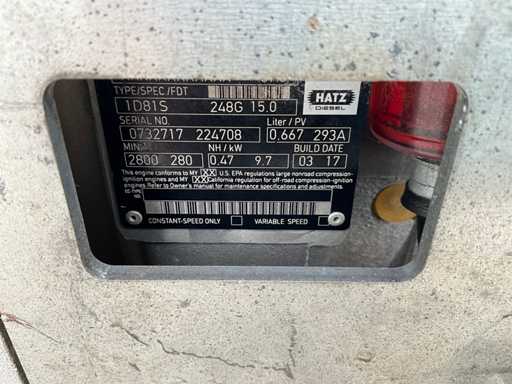 TYPE/SPEC/FDT
1D81S 248G 15.0
HATZ
DIESEL
SERIAL NO. Liter / PV
0732717 224708 0,667 293A
NH / kW BUILD DATE
2800 280 0.47 9.7 03 17
This engine conforms to MY XX U.S. EPA regulations large nonroad compression-
ignition engines and MY XX California regulation for off-road compression-ignition
engines. Refer to Owner's manual for maintenance specifications and adjustments.
CONSTANT-SPEED ONLY VARIABLE SPEED